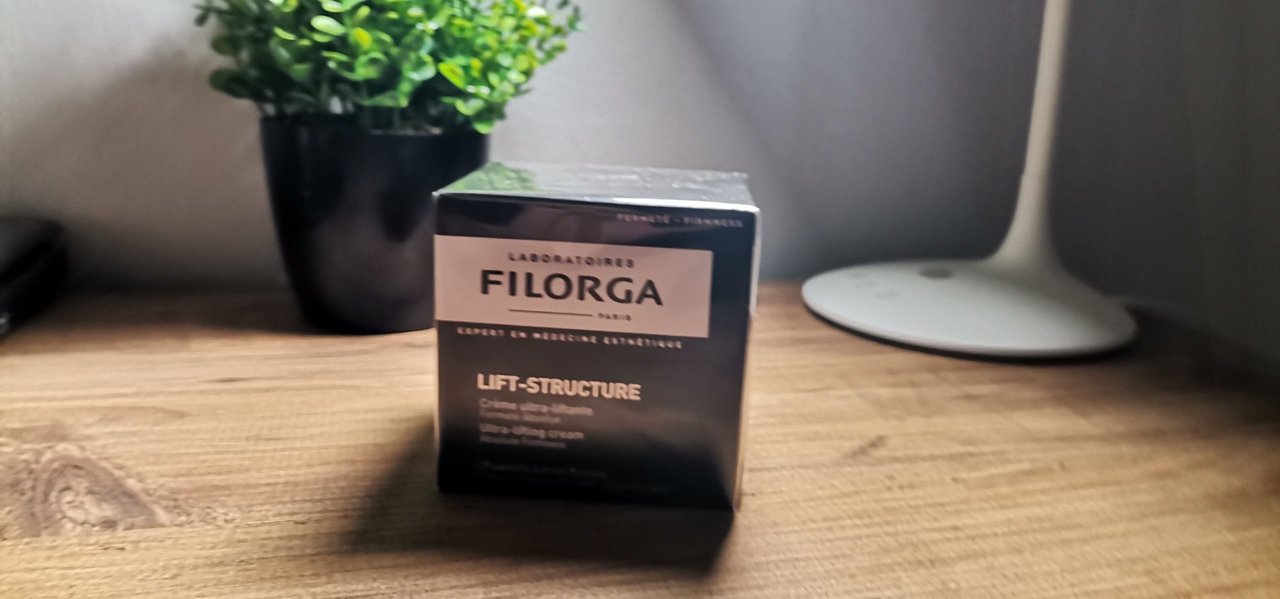 FERMETÉ - FIRMNESS
LABORATOIRES
FILORGA
PARIS
EXPERT EN MÉDECINE ESTHÉTIQUE
LIFT-STRUCTURE
Crème ultra-liftante
Fermeté Absolue
Ultra-lifting cream
Absolute Firmness